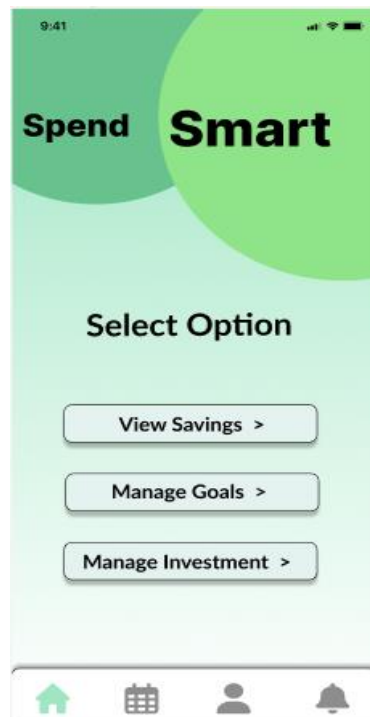 9:41
Spend Smart
Select Option
View Savings >
Manage Goals >
Manage Investment >